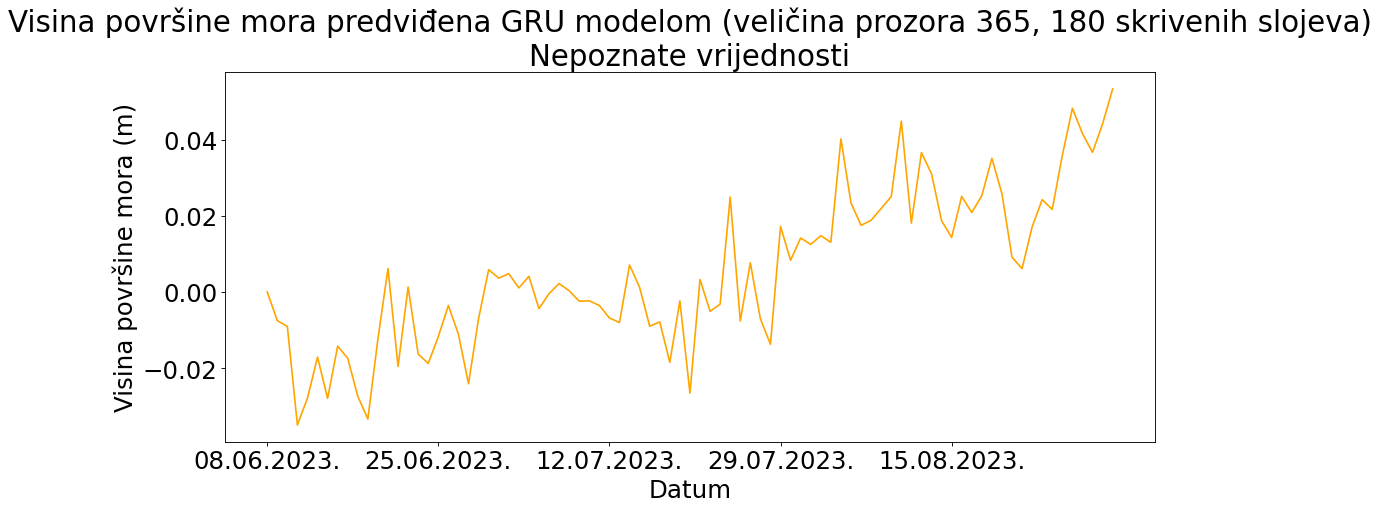 Visina površine mora predviđena GRU modelom (veličina prozora 365, 180 skrivenih slojeva)
Nepoznate vrijednosti
Visina površine mora (m)
0.04
0.02
0.00
−0.02
08.06.2023. 25.06.2023. 12.07.2023. 29.07.2023. 15.08.2023.
Datum